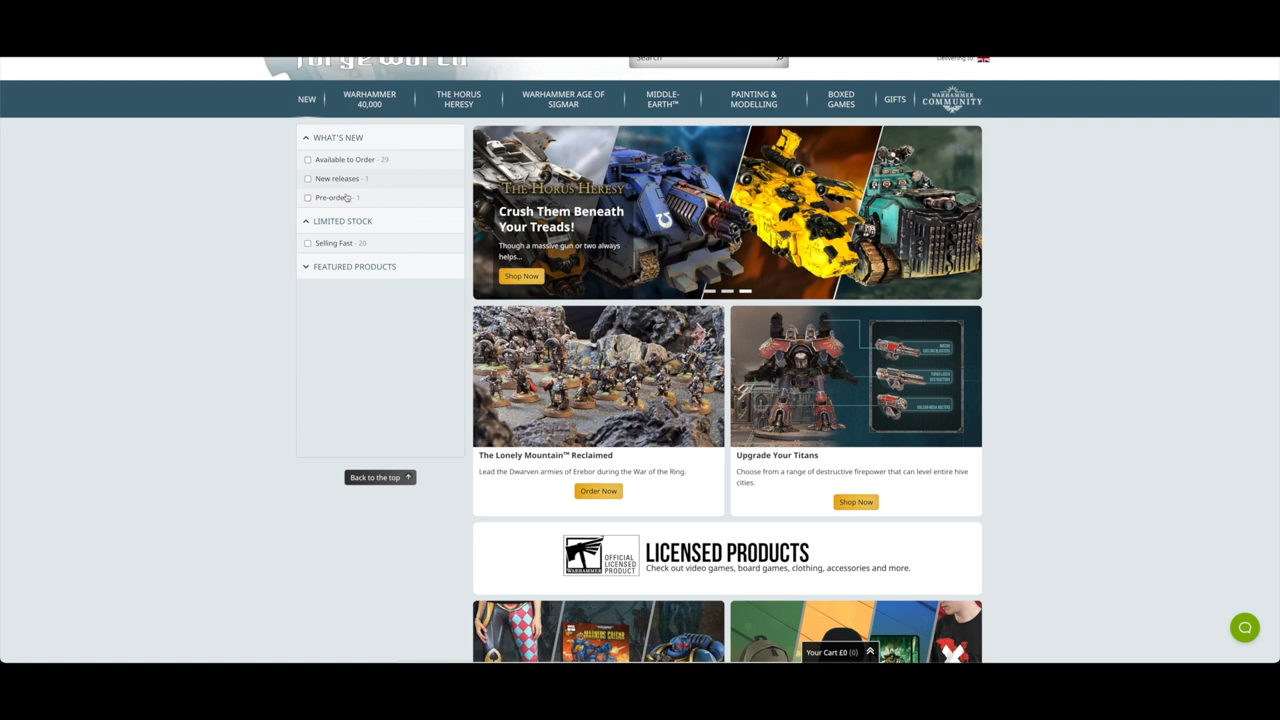 forge world
Search
Delivering to:
NEW
WARHAMMER
40,000
THE HORUS
HERESY
WARHAMMER AGE OF
SIGMAR
MIDDLE-
EARTH™
PAINTING &
MODELLING
BOXED
GAMES
GIFTS
WARHAMMER
COMMUNITY
WHAT'S NEW
Available to Order - 29
New releases - 1
Pre-order - 1
LIMITED STOCK
Selling Fast - 20
FEATURED PRODUCTS
Back to the top
THE HORUS HERESY
Crush Them Beneath
Your Treads!
Though a massive gun or two always
helps...
Shop Now
The Lonely Mountain™ Reclaimed
Lead the Dwarven armies of Erebor during the War of the Ring.
Order Now
Upgrade Your Titans
Choose from a range of destructive firepower that can level entire hive
cities.
Shop Now
WARHAMMER
OFFICIAL
LICENSED
PRODUCT
LICENSED PRODUCTS
Check out video games, board games, clothing, accessories and more.
MARNEUS CALGAR
Your Cart £0 (0)